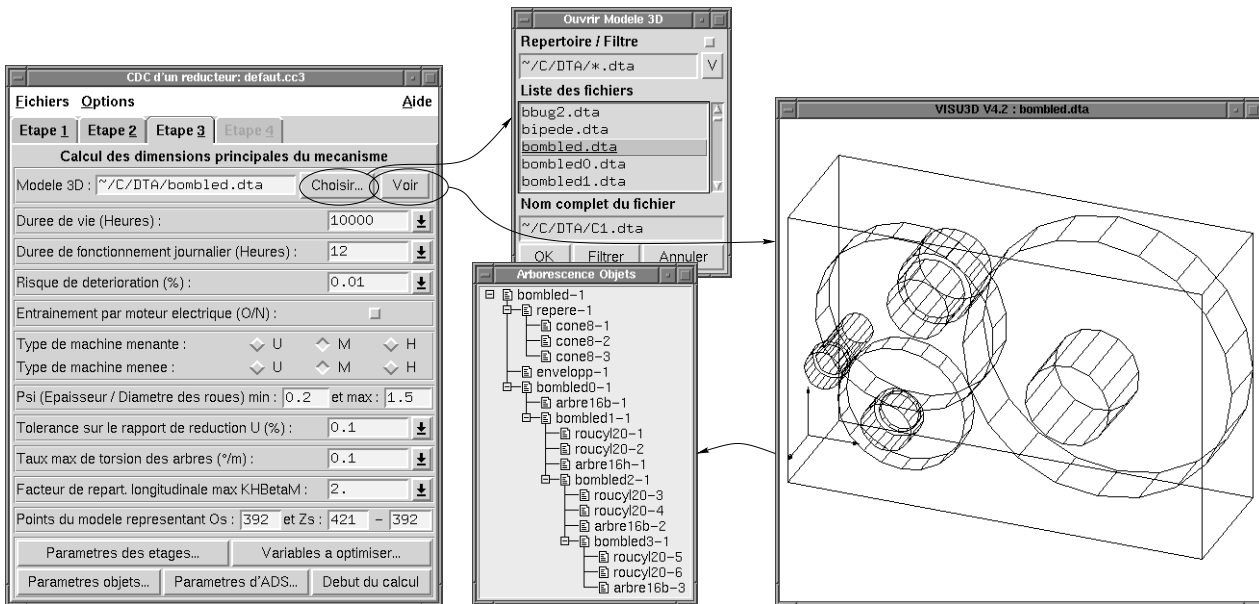 CDC d'un reducteur: defaut.cc3
Fichiers Options Aide
Etape 1 Etape 2 Etape 3 Etape 4
Calcul des dimensions principales du mecanisme
Modele 3D : ~/C/DTA/bombled.dta Choisir... Voir
Duree de vie (Heures) : 10000
Duree de fonctionnement journalier (Heures) : 12
Risque de deterioration (%) : 0.01
Entrainement par moteur electrique (O/N) :
Type de machine menante : U M H
Type de machine menee : U M H
Psi (Epaisseur / Diametre des roues) min : 0.2 et max : 1.5
Tolerance sur le rapport de reduction U (%) : 0.1
Taux max de torsion des arbres (°/m) : 0.1
Facteur de repart. longitudinale max KHBetaM : 2.
Points du modele representant Os : 392 et Zs : 421 – 392
Parametres des etages... Variables a optimiser...
Parametres objets... Parametres d'ADS... Debut du calcul
Ouvrir Modele 3D
Repertoire / Filtre
~/C/DTA/*.dta V
Liste des fichiers
bbug2.dta
bipede.dta
bombled.dta
bombled0.dta
bombled1.dta
Nom complet du fichier
~/C/DTA/C1.dta
OK Filtrer Annuler
Arborescence Objets
bombled-1
repere-1
cone8-1
cone8-2
cone8-3
envelopp-1
bombled0-1
arbre16b-1
bombled1-1
roucyl20-1
roucyl20-2
arbre16h-1
bombled2-1
roucyl20-3
roucyl20-4
arbre16b-2
bombled3-1
roucyl20-5
roucyl20-6
arbre16b-3
VISU3D V4.2 : bombled.dta